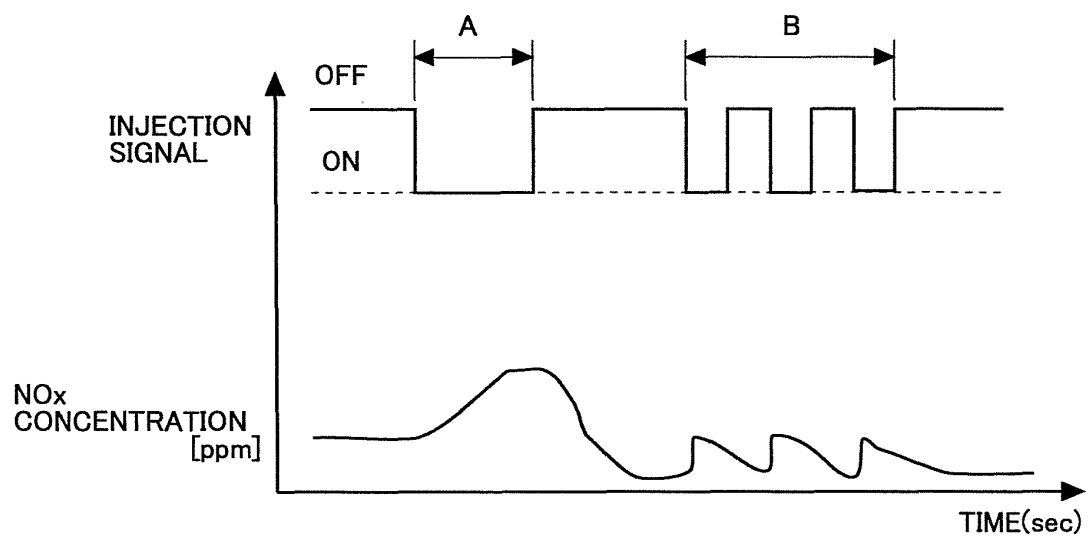 A
B
OFF
INJECTION
SIGNAL
ON
NOx
CONCENTRATION
[ppm]
TIME(sec)